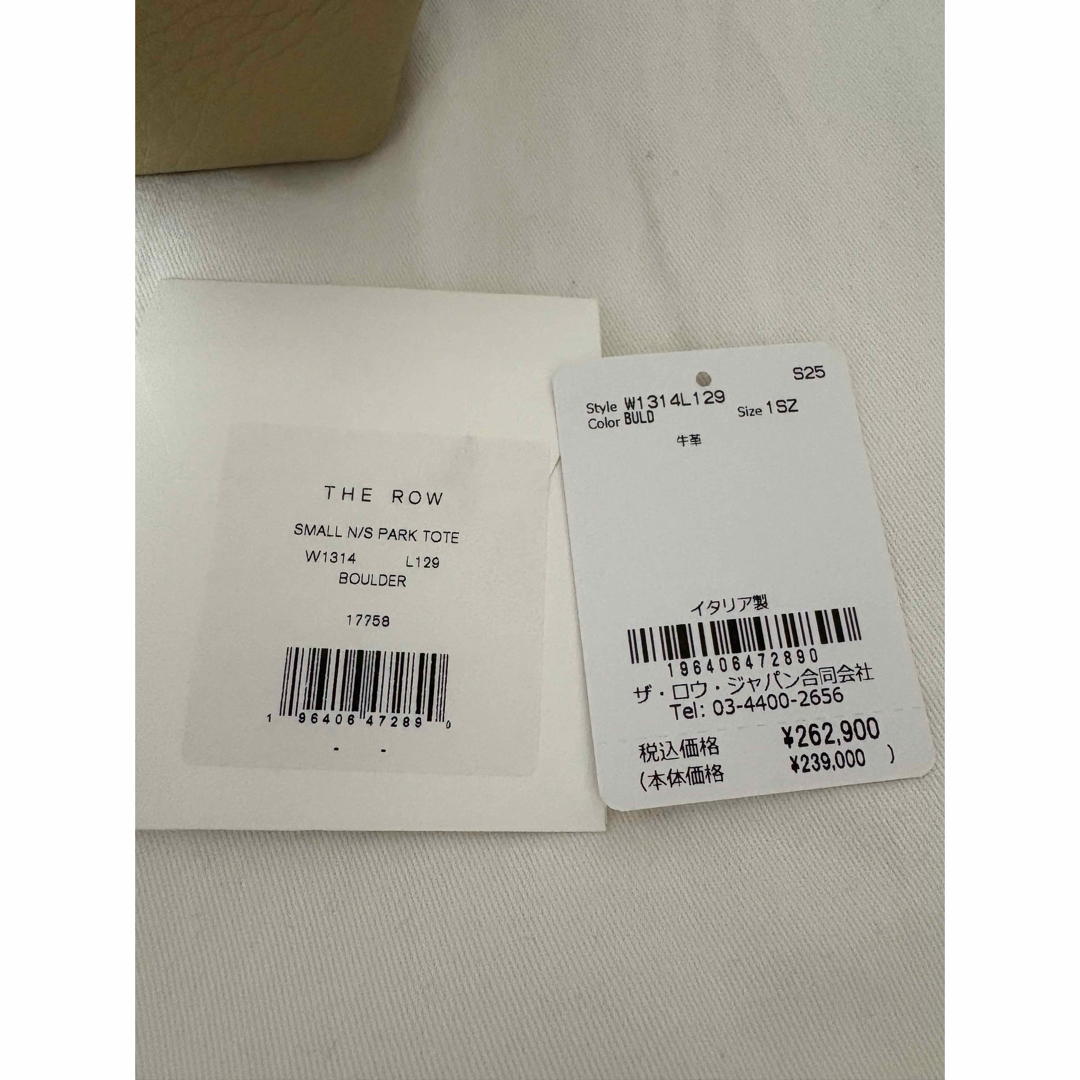 THE ROW
SMALL N/S PARK TOTE
W1314 L129
BOULDER
17758
1 96406 47289 0
- -
S25
Style W1314L129
Color BULD Size 1SZ
牛革
イタリア製
196406472890
ザ・ロウ・ジャパン合同会社
Tel: 03-4400-2656
税込価格 ¥262,900
(本体価格 ¥239,000 )